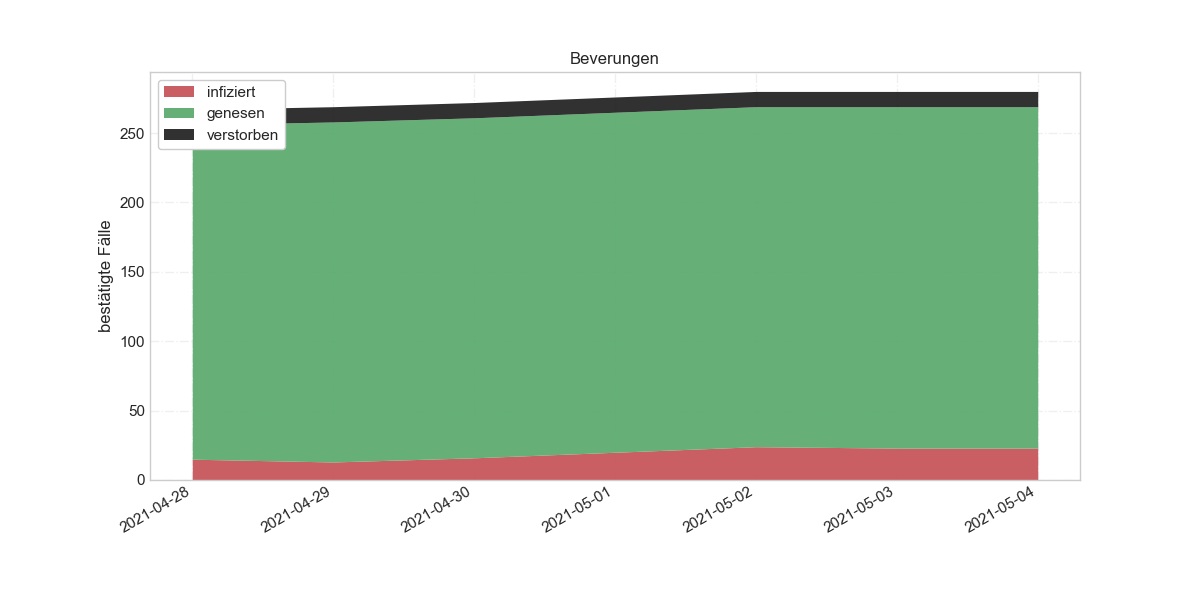 Beverungen
infiziert
genesen
verstorben
bestätigte Fälle
250
200
150
100
50
0
2021-04-28
2021-04-29
2021-04-30
2021-05-01
2021-05-02
2021-05-03
2021-05-04